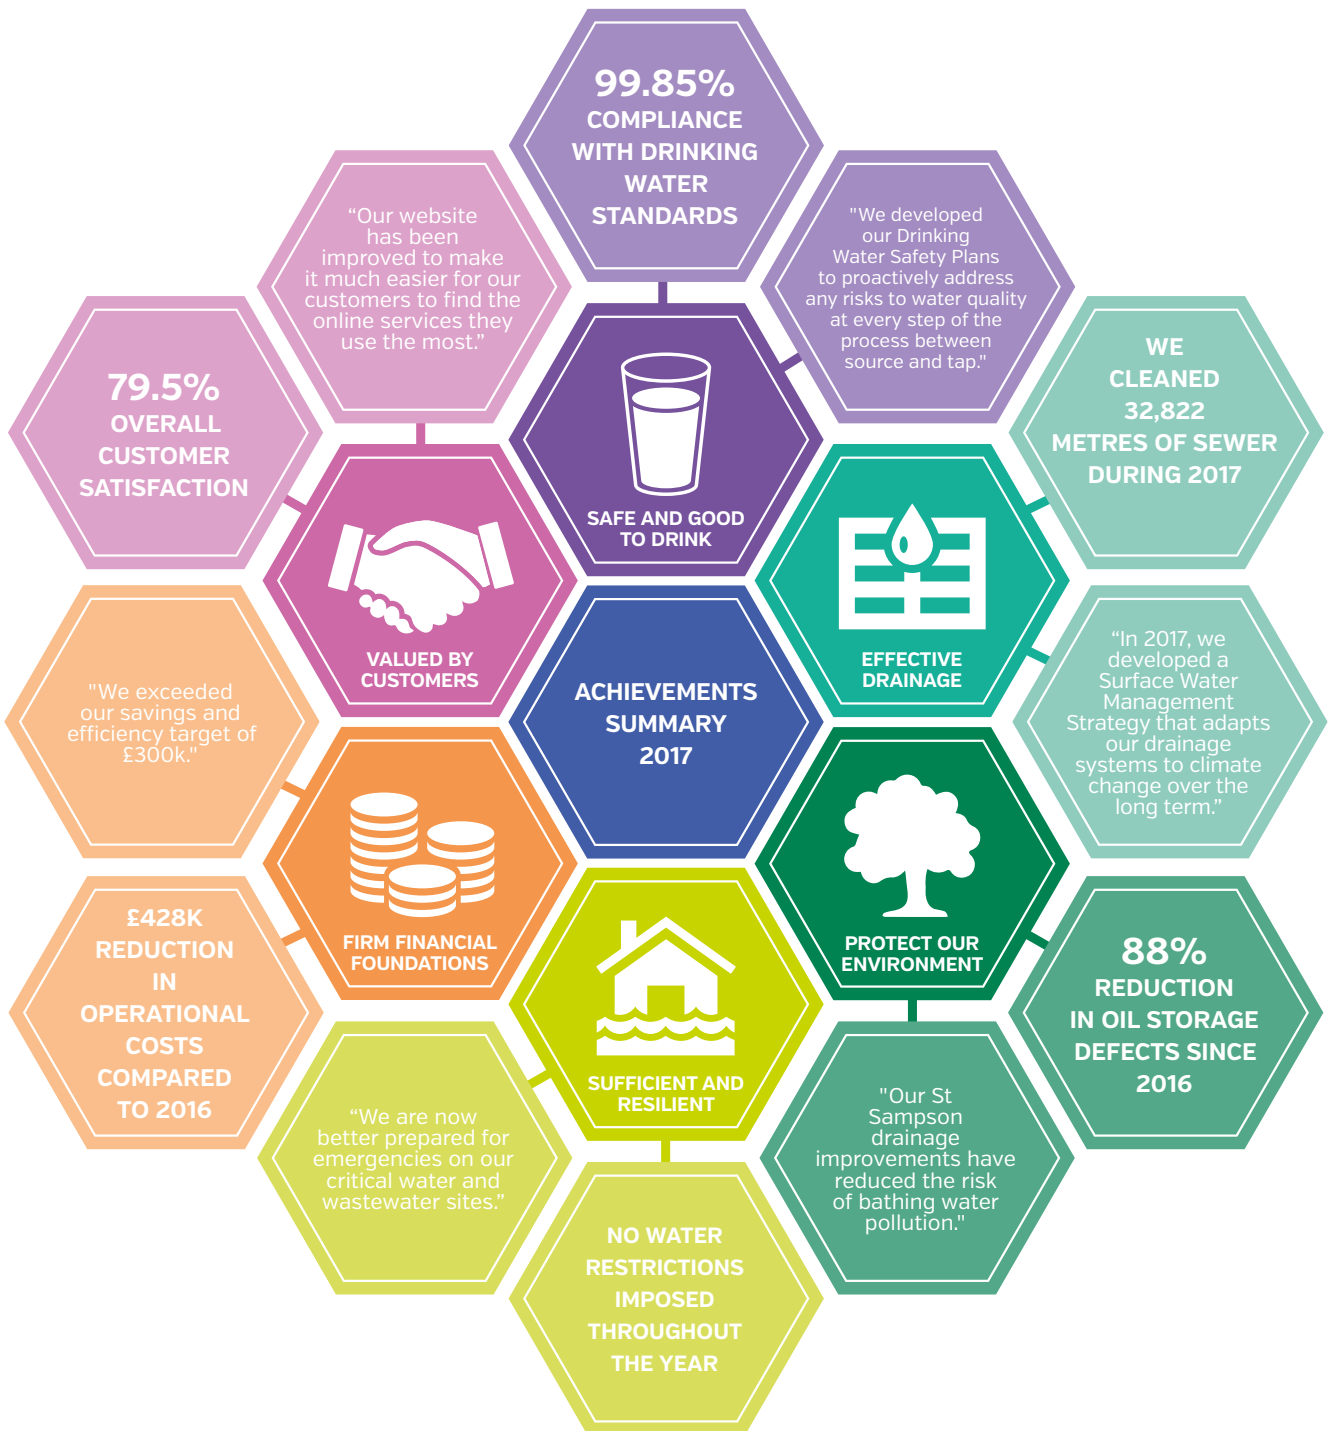 99.85%
COMPLIANCE
WITH DRINKING
WATER
STANDARDS
“Our website
has been
improved to make
it much easier for our
customers to find the
online services they
use the most.”
"We developed
our Drinking
Water Safety Plans
to proactively address
any risks to water quality
at every step of the
process between
source and tap."
79.5%
OVERALL
CUSTOMER
SATISFACTION
SAFE AND GOOD
TO DRINK
WE
CLEANED
32,822
METRES OF SEWER
DURING 2017
VALUED BY
CUSTOMERS
EFFECTIVE
DRAINAGE
"We exceeded
our savings and
efficiency target of
£300k."
ACHIEVEMENTS
SUMMARY
2017
“In 2017, we
developed a
Surface Water
Management
Strategy that adapts
our drainage
systems to climate
change over the
long term.”
FIRM FINANCIAL
FOUNDATIONS
PROTECT OUR
ENVIRONMENT
£428K
REDUCTION
IN
OPERATIONAL
COSTS
COMPARED
TO 2016
SUFFICIENT AND
RESILIENT
88%
REDUCTION
IN OIL STORAGE
DEFECTS SINCE
2016
“We are now
better prepared for
emergencies on our
critical water and
wastewater sites.”
"Our St
Sampson
drainage
improvements have
reduced the risk
of bathing water
pollution."
NO WATER
RESTRICTIONS
IMPOSED
THROUGHOUT
THE YEAR